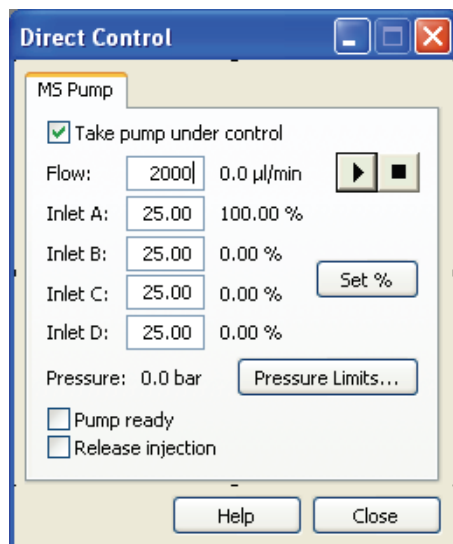 Direct Control
MS Pump
Take pump under control
Flow: 2000 0.0 µl/min
Inlet A: 25.00 100.00 %
Inlet B: 25.00 0.00 %
Set %
Inlet C: 25.00 0.00 %
Inlet D: 25.00 0.00 %
Pressure: 0.0 bar Pressure Limits...
Pump ready
Release injection
Help Close